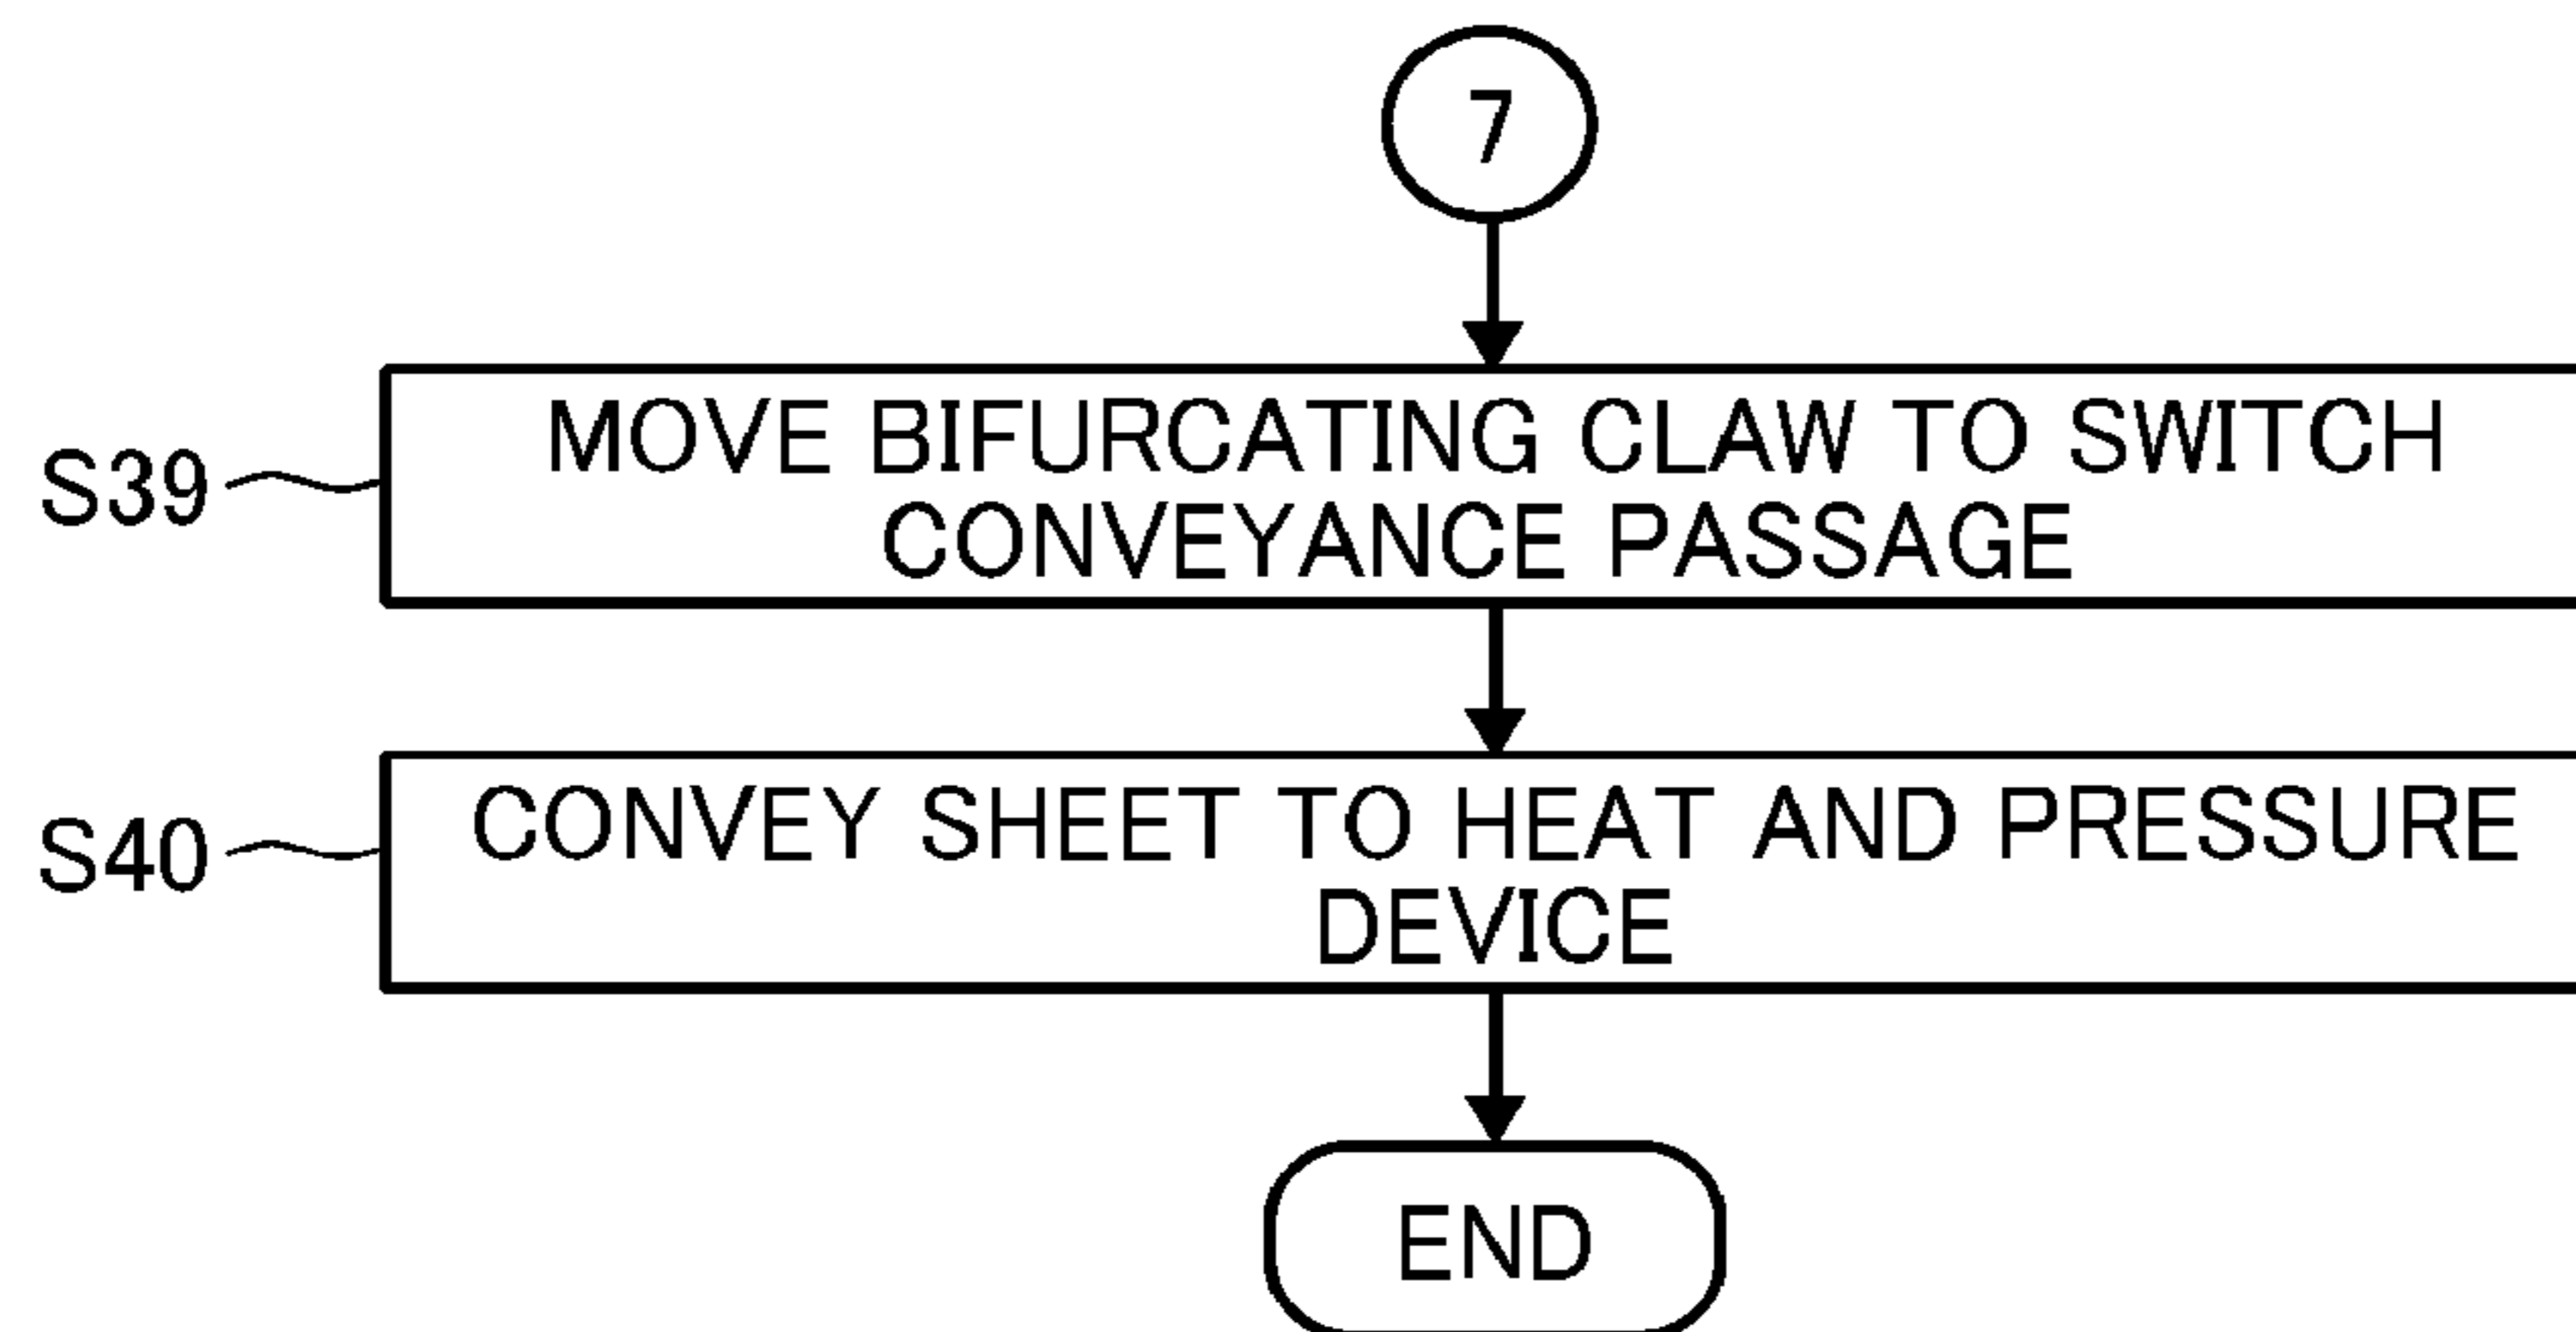 7
S39
MOVE BIFURCATING CLAW TO SWITCH
CONVEYANCE PASSAGE
S40
CONVEY SHEET TO HEAT AND PRESSURE
DEVICE
END